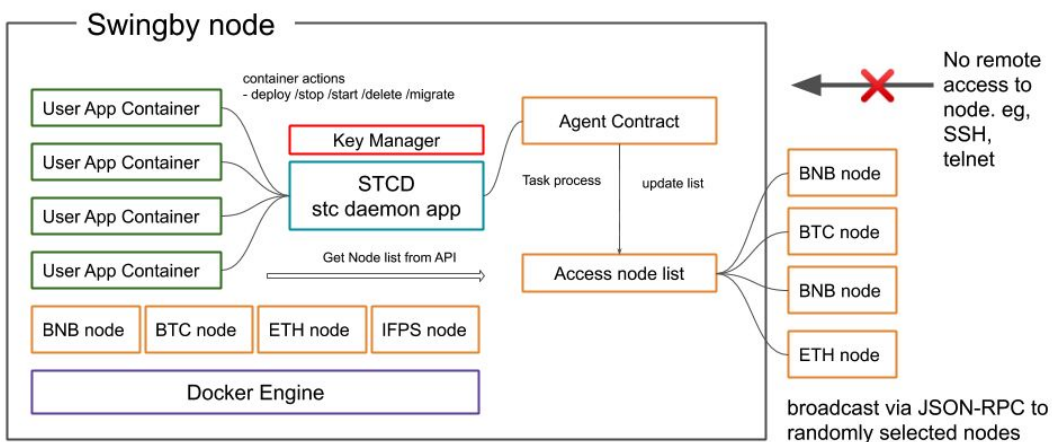 Swingby node
container actions
- deploy /stop /start /delete /migrate
User App Container
User App Container
User App Container
User App Container
Key Manager
STCD
stc daemon app
Get Node list from API
Agent Contract
Task process
update list
Access node list
BNB node
BTC node
ETH node
IFPS node
Docker Engine
No remote
access to
node. eg,
SSH,
telnet
BNB node
BTC node
BNB node
ETH node
broadcast via JSON-RPC to
randomly selected nodes